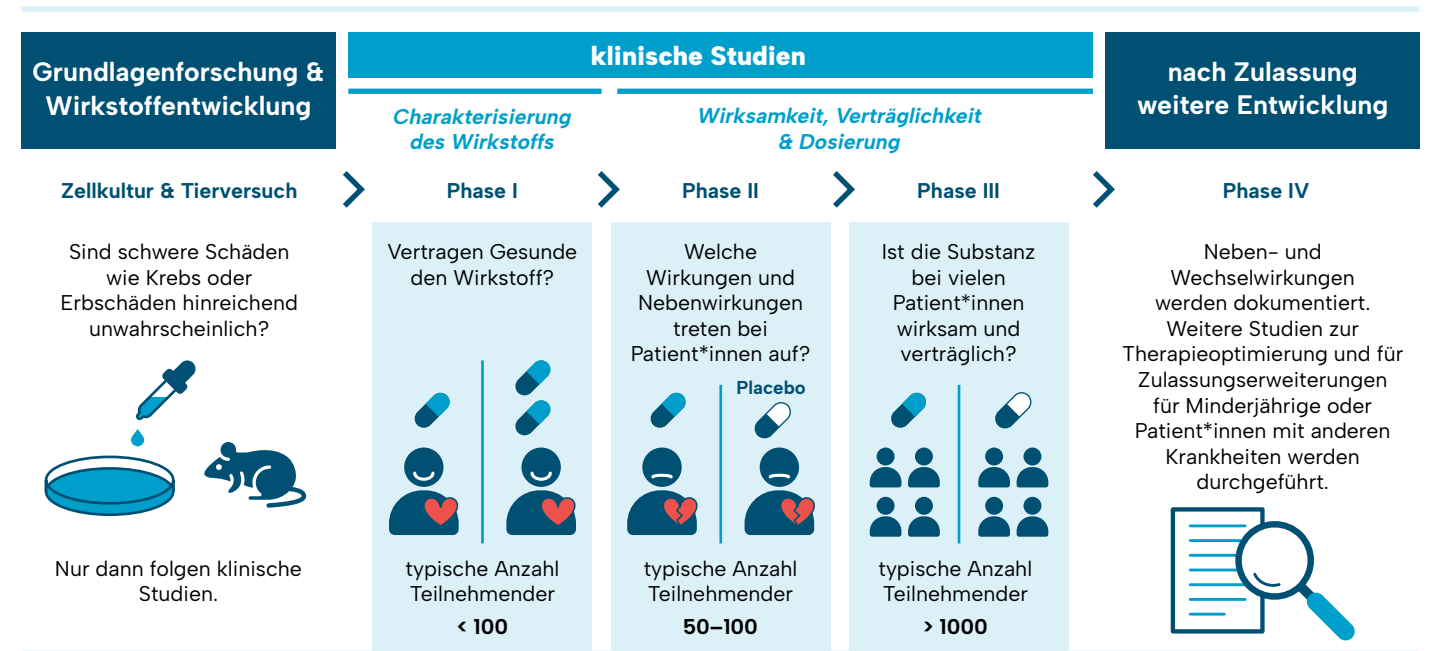 Grundlagenforschung &
Wirkstoffentwicklung
klinische Studien
nach Zulassung
weitere Entwicklung
Charakterisierung
des Wirkstoffs
Wirksamkeit, Verträglichkeit
& Dosierung
Zellkultur & Tierversuch
Sind schwere Schäden
wie Krebs oder
Erbschäden hinreichend
unwahrscheinlich?
Nur dann folgen klinische
Studien.
Phase I
Vertragen Gesunde
den Wirkstoff?
typische Anzahl
Teilnehmender
< 100
Phase II
Welche
Wirkungen und
Nebenwirkungen
treten bei
Patient*innen auf?
Placebo
typische Anzahl
Teilnehmender
50–100
Phase III
Ist die Substanz
bei vielen
Patient*innen
wirksam und
verträglich?
typische Anzahl
Teilnehmender
> 1000
Phase IV
Neben- und
Wechselwirkungen
werden dokumentiert.
Weitere Studien zur
Therapieoptimierung und für
Zulassungserweiterungen
für Minderjährige oder
Patient*innen mit anderen
Krankheiten werden
durchgeführt.